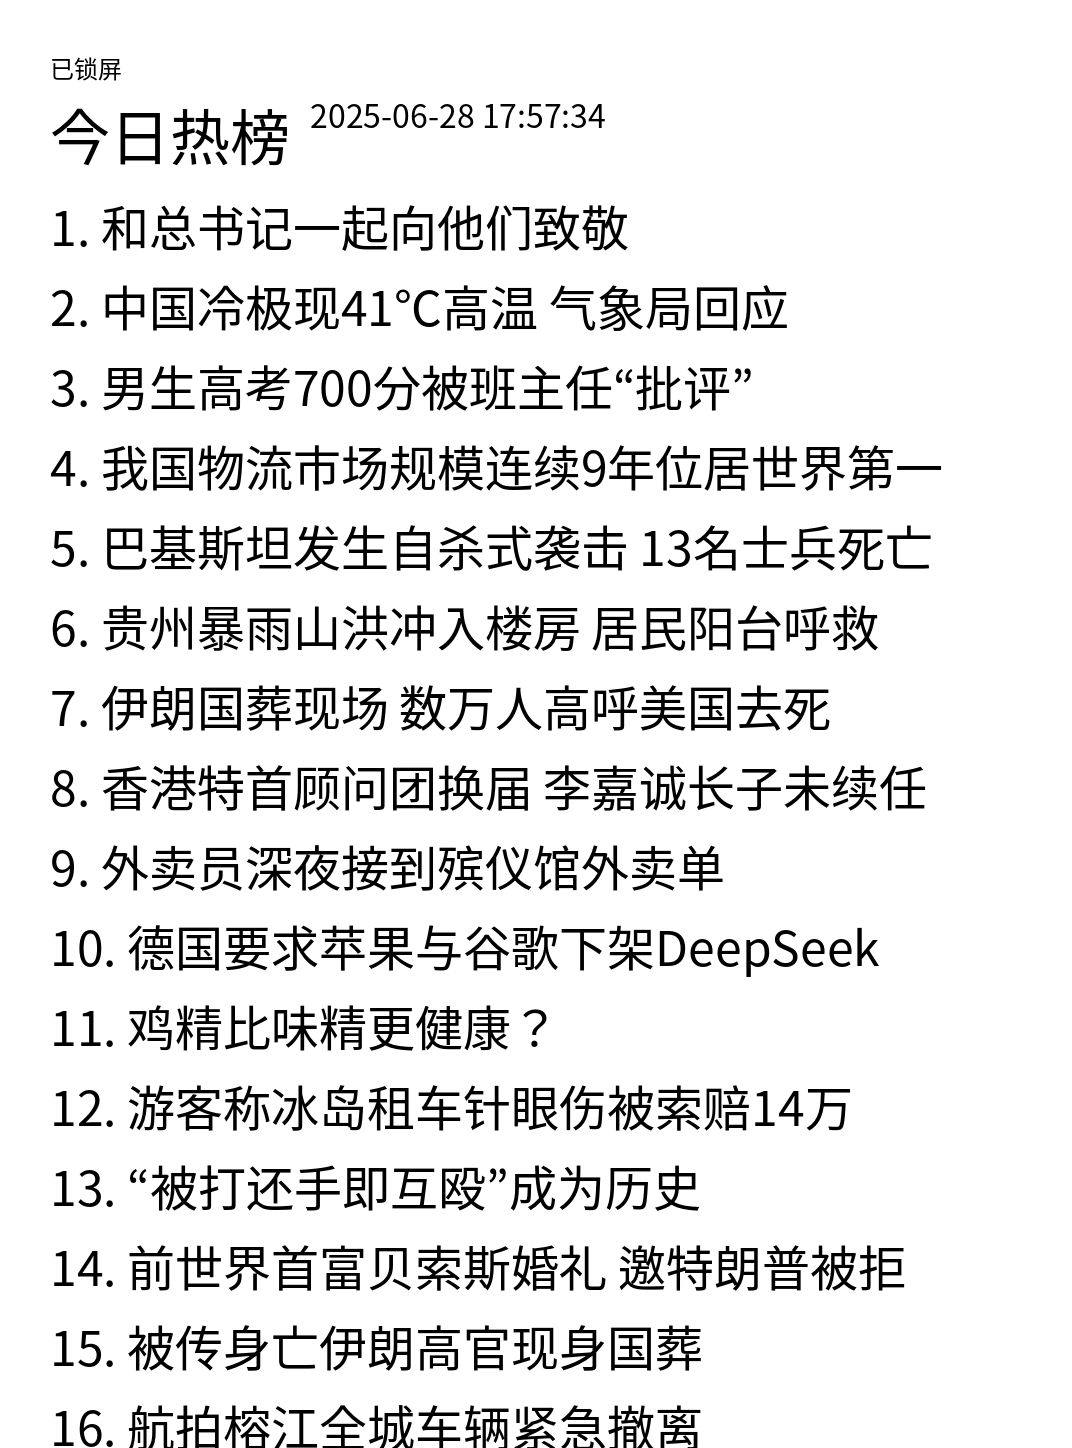 已锁屏
今日热榜 2025-06-28 17:57:34
1. 和总书记一起向他们致敬
2. 中国冷极现41℃高温 气象局回应
3. 男生高考700分被班主任“批评”
4. 我国物流市场规模连续9年位居世界第一
5. 巴基斯坦发生自杀式袭击 13名士兵死亡
6. 贵州暴雨山洪冲入楼房 居民阳台呼救
7. 伊朗国葬现场 数万人高呼美国去死
8. 香港特首顾问团换届 李嘉诚长子未续任
9. 外卖员深夜接到殡仪馆外卖单
10. 德国要求苹果与谷歌下架DeepSeek
11. 鸡精比味精更健康？
12. 游客称冰岛租车针眼伤被索赔14万
13. “被打还手即互殴”成为历史
14. 前世界首富贝索斯婚礼 邀特朗普被拒
15. 被传身亡伊朗高官现身国葬
16. 航拍榕江全城车辆紧急撤离